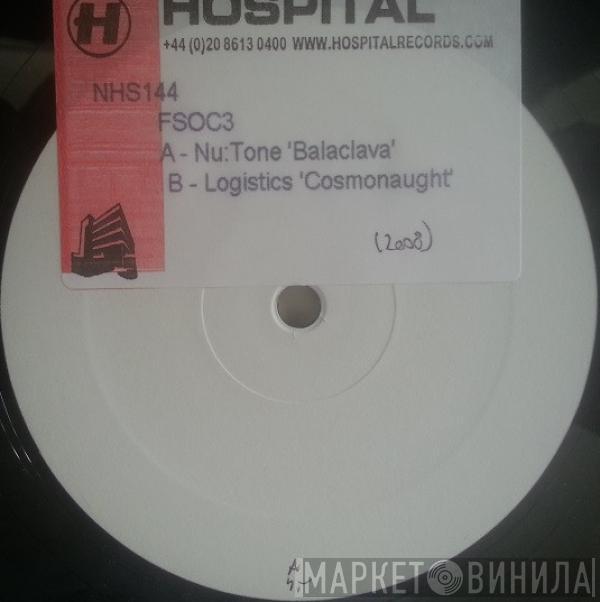 H HOSPITAL
+44 (0)20 8613 0400 WWW.HOSPITALRECORDS.COM
NHS144
FSOC3
A - Nu:Tone 'Balaclava'
B - Logistics 'Cosmonaught'
(2008)
A
МАРКЕТ ВИНИЛА